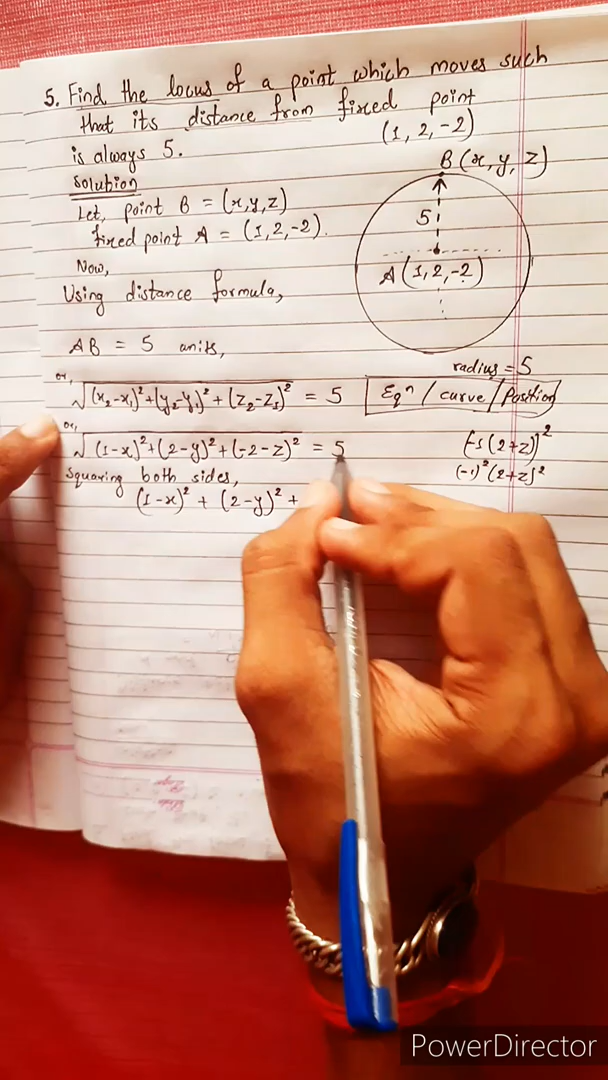 5. Find the locus of a point which moves such
that its distance from fixed point
(1, 2, -2)
is always 5.
Solution
Let, point B = (x,y,z)
fixed point A = (1,2,-2).
Now,
Using distance formula,
AB = 5 units,
or,
√(x₂-x₁)²+(y₂-y₁)²+(z₂-z₁)² = 5
or,
√(1-x)²+(2-y)²+(-2-z)² = 5
Squaring both sides,
(1-x)² + (2-y)² +
B(x,y,z)
5
A(1,2,-2)
radius = 5
Eqⁿ / curve / Position
(-1(2+z))²
(-1)²(2+z)²
PowerDirector